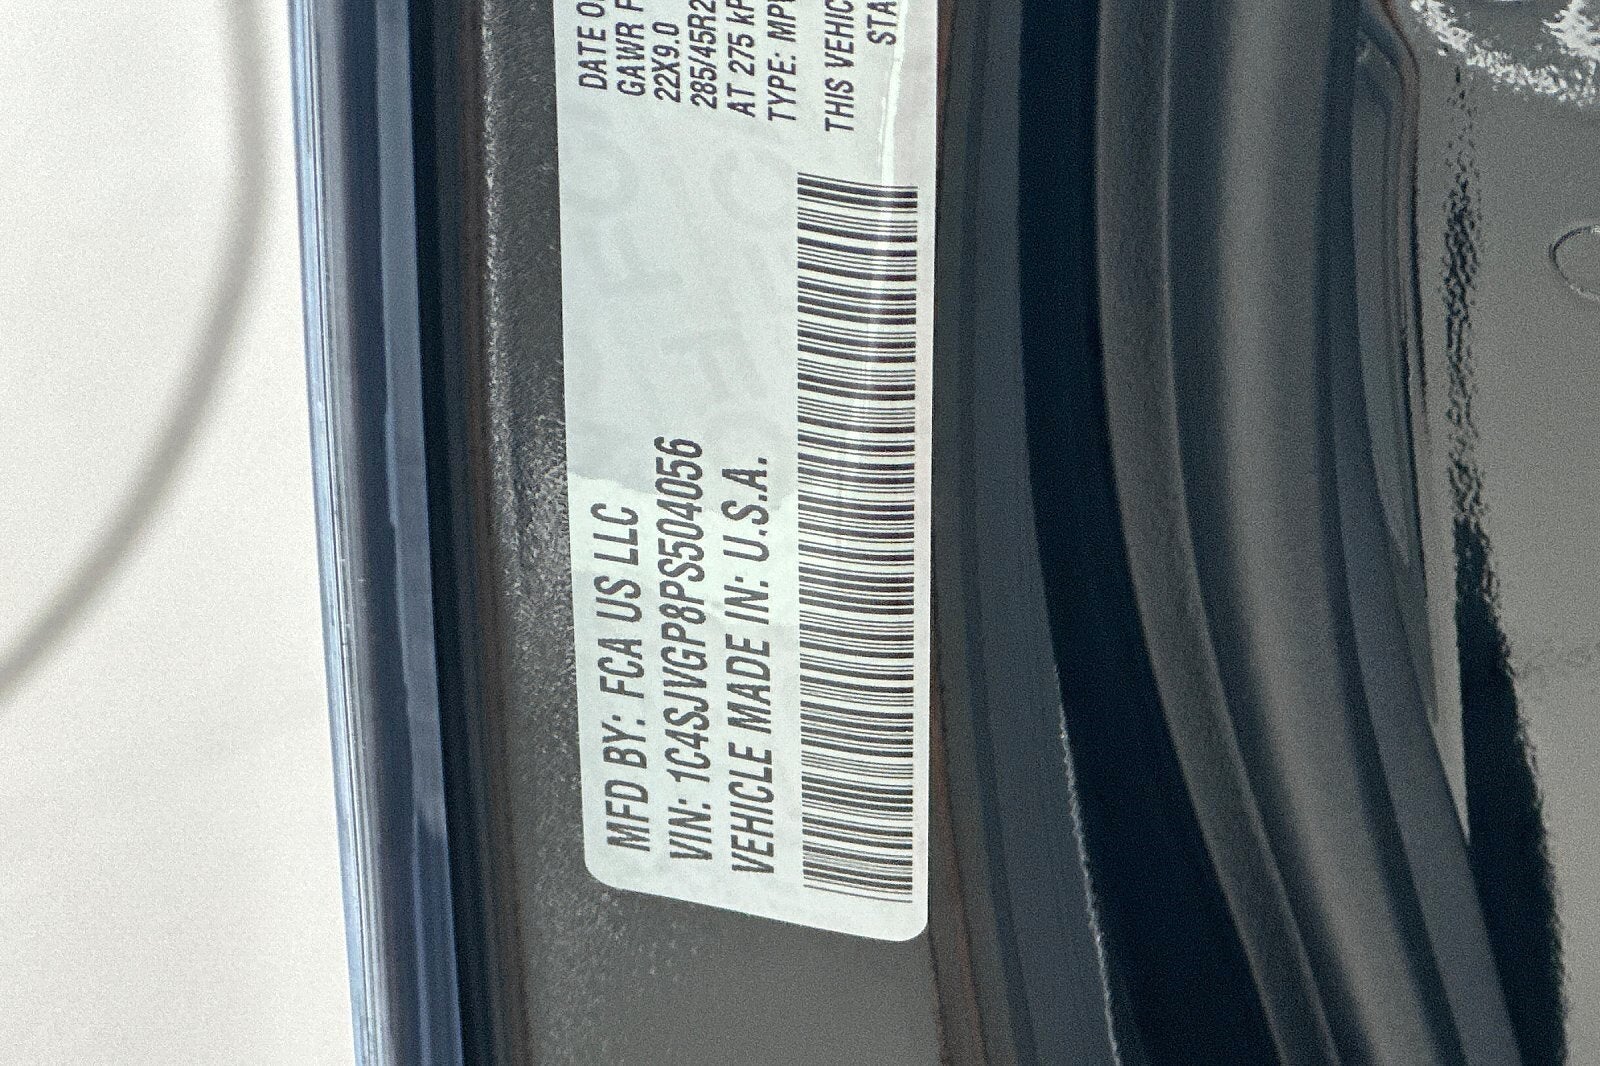 MFD BY: FCA US LLC
VIN: 1C4SJVGP8PS504056
VEHICLE MADE IN: U.S.A.
DATE O
GAWR F
22X9.0
285/45R2
AT 275 kP
TYPE: MPV
THIS VEHIC
STA